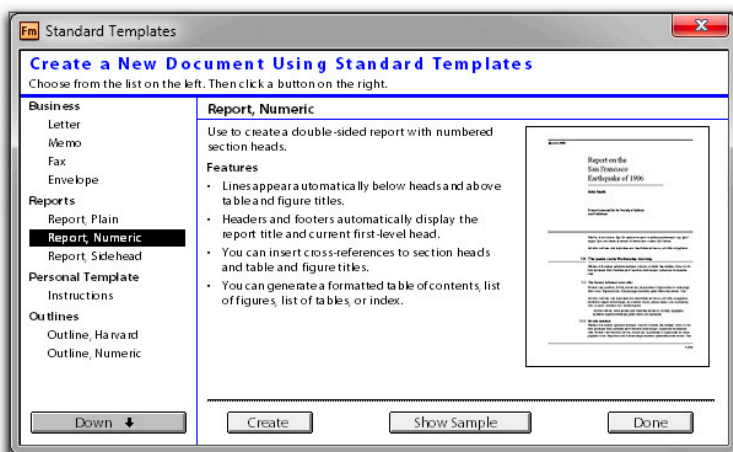 Fm Standard Templates
Create a New Document Using Standard Templates
Choose from the list on the left. Then click a button on the right.
Business
Letter
Memo
Fax
Envelope
Reports
Report, Plain
Report, Numeric
Report, Sidehead
Personal Template
Instructions
Outlines
Outline, Harvard
Outline, Numeric
Down
Report, Numeric
Use to create a double-sided report with numbered
section heads.
Features
• Lines appear automatically below heads and above
table and figure titles.
• Headers and footers automatically display the
report title and current first-level head.
• You can insert cross-references to section heads
and table and figure titles.
• You can generate a formatted table of contents, list
of figures, list of tables, or index.
Report on the
San Francisco
Earthquake of 1906
Create
Show Sample
Done